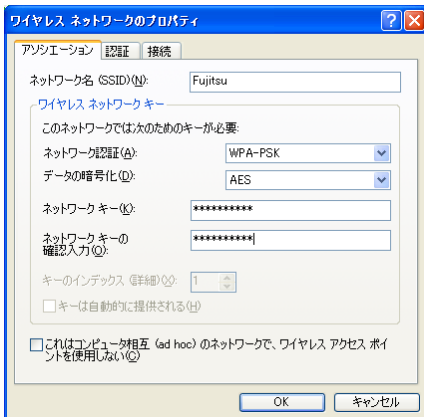 ワイヤレス ネットワークのプロパティ
アソシエーション 認証 接続
ネットワーク名 (SSID)(N): Fujitsu
ワイヤレス ネットワーク キー
このネットワークでは次のためのキーが必要:
ネットワーク認証(A): WPA-PSK
データの暗号化(D): AES
ネットワーク キー(K): **********
ネットワーク キーの
確認入力(O): **********
キーのインデックス (詳細)(X): 1
キーは自動的に提供される(H)
これはコンピュータ相互 (ad hoc) のネットワークで、ワイヤレス アクセス ポイ
ントを使用しない(C)
OK キャンセル